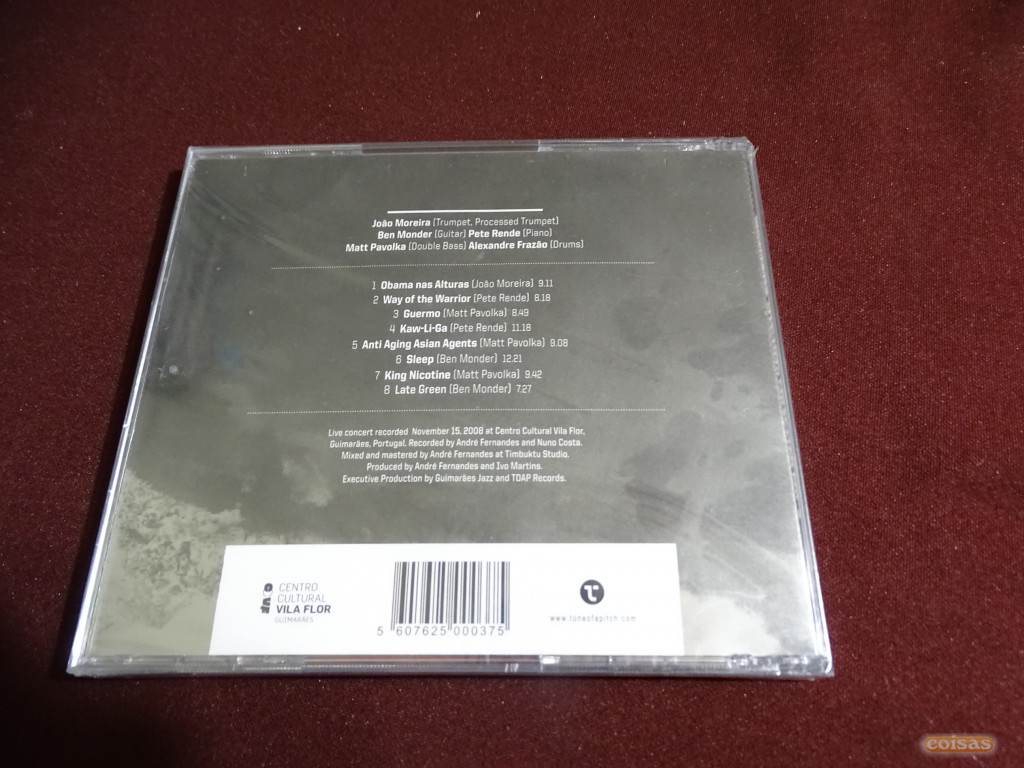 João Moreira (Trumpet, Processed Trumpet)
Ben Monder (Guitar) Pete Rende (Piano)
Matt Pavolka (Double Bass) Alexandre Frazão (Drums)
1 Obama nas Alturas (João Moreira) 9.11
2 Way of the Warrior (Pete Rende) 8.18
3 Guermo (Matt Pavolka) 8.49
4 Kaw-Li-Ga (Pete Rende) 11.18
5 Anti Aging Asian Agents (Matt Pavolka) 9.08
6 Sleep (Ben Monder) 12.21
7 King Nicotine (Matt Pavolka) 9.42
8 Late Green (Ben Monder) 7.27
Live concert recorded November 15, 2008 at Centro Cultural Vila Flor,
Guimarães, Portugal. Recorded by André Fernandes and Nuno Costa.
Mixed and mastered by André Fernandes at Timbuktu Studio.
Produced by André Fernandes and Ivo Martins.
Executive Production by Guimarães Jazz and TOAP Records.
CENTRO
CULTURAL
VILA FLOR
GUIMARÃES
5 607625 000375
www.toneofapitch.com
coisas